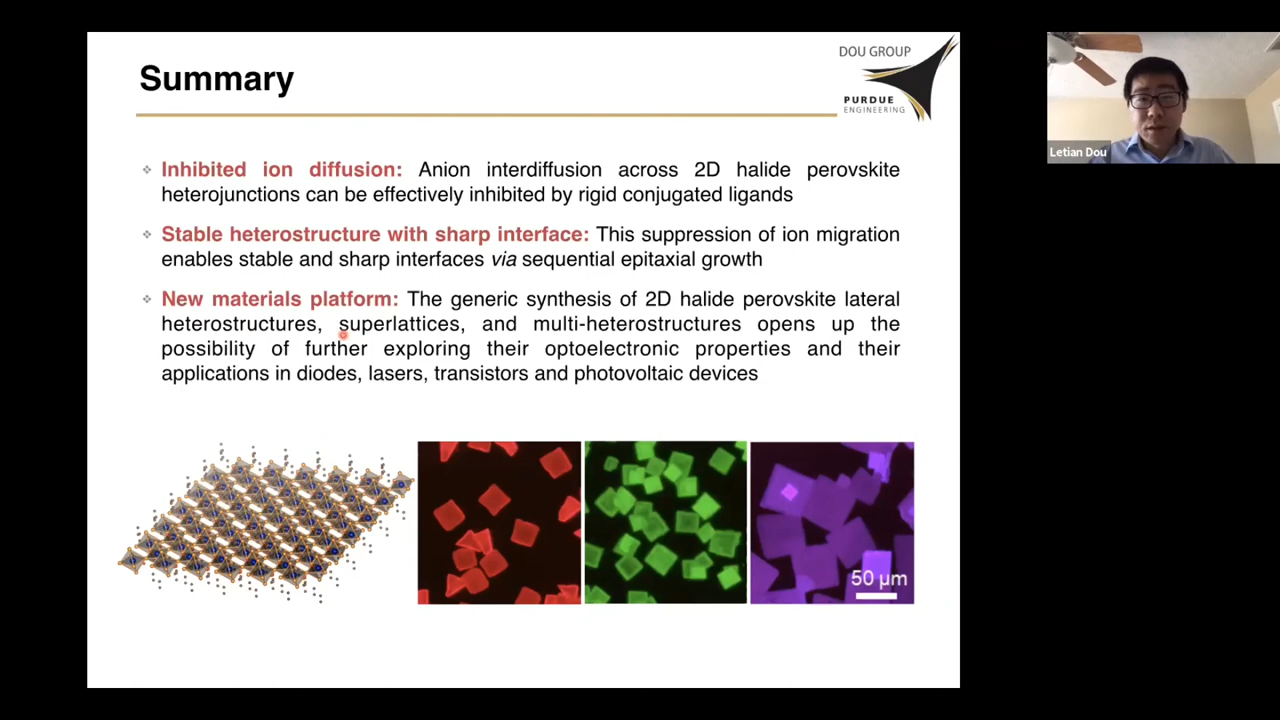 Summary
DOU GROUP
PURDUE
ENGINEERING
Inhibited ion diffusion: Anion interdiffusion across 2D halide perovskite
heterojunctions can be effectively inhibited by rigid conjugated ligands
Stable heterostructure with sharp interface: This suppression of ion migration
enables stable and sharp interfaces via sequential epitaxial growth
New materials platform: The generic synthesis of 2D halide perovskite lateral
heterostructures, superlattices, and multi-heterostructures opens up the
possibility of further exploring their optoelectronic properties and their
applications in diodes, lasers, transistors and photovoltaic devices
50 µm
Letian Dou